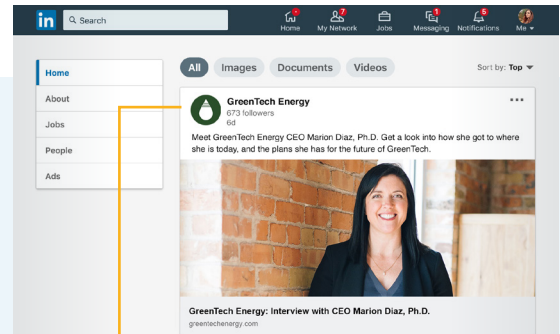 in
Search
Home
7
My Network
Jobs
1
Messaging
5
Notifications
Me
Home
About
Jobs
People
Ads
All
Images
Documents
Videos
Sort by: Top
GreenTech Energy
673 followers
6d
Meet GreenTech Energy CEO Marion Diaz, Ph.D. Get a look into how she got to where
she is today, and the plans she has for the future of GreenTech.
GreenTech Energy: Interview with CEO Marion Diaz, Ph.D.
greentechenergy.com